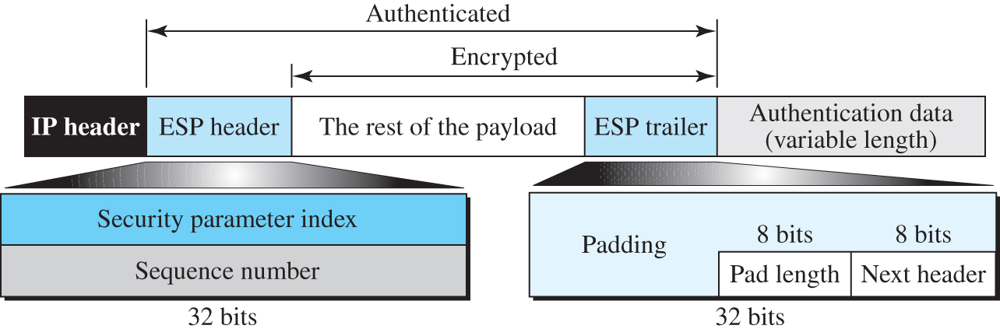 Authenticated
Encrypted
IP header
ESP header
The rest of the payload
ESP trailer
Authentication data
(variable length)
Security parameter index
Sequence number
32 bits
Padding
8 bits
8 bits
Pad length
Next header
32 bits